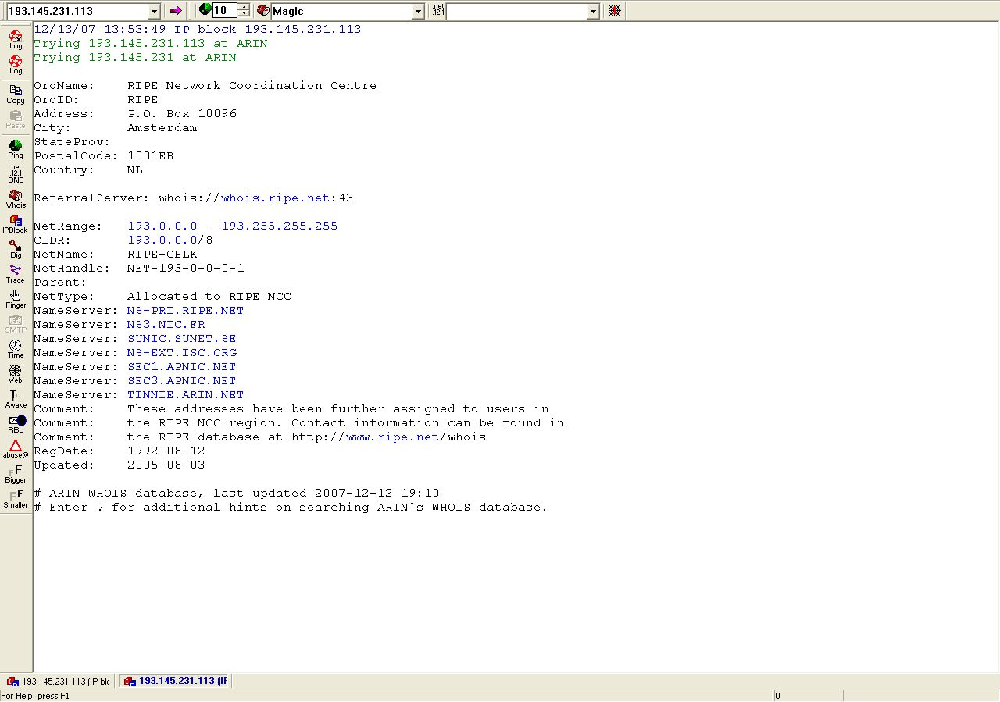 193.145.231.113
10
Magic
.net
12.1
12/13/07 13:53:49 IP block 193.145.231.113
Trying 193.145.231.113 at ARIN
Trying 193.145.231 at ARIN
OrgName: RIPE Network Coordination Centre
OrgID: RIPE
Address: P.O. Box 10096
City: Amsterdam
StateProv:
PostalCode: 1001EB
Country: NL
ReferralServer: whois://whois.ripe.net:43
NetRange: 193.0.0.0 - 193.255.255.255
CIDR: 193.0.0.0/8
NetName: RIPE-CBLK
NetHandle: NET-193-0-0-0-1
Parent:
NetType: Allocated to RIPE NCC
NameServer: NS-PRI.RIPE.NET
NameServer: NS3.NIC.FR
NameServer: SUNIC.SUNET.SE
NameServer: NS-EXT.ISC.ORG
NameServer: SEC1.APNIC.NET
NameServer: SEC3.APNIC.NET
NameServer: TINNIE.ARIN.NET
Comment: These addresses have been further assigned to users in
Comment: the RIPE NCC region. Contact information can be found in
Comment: the RIPE database at http://www.ripe.net/whois
RegDate: 1992-08-12
Updated: 2005-08-03
# ARIN WHOIS database, last updated 2007-12-12 19:10
# Enter ? for additional hints on searching ARIN's WHOIS database.
Log
Log
Copy
Paste
Ping
.net
12.1
DNS
Whois
IPBlock
Dig
Trace
Finger
SMTP
Time
Web
Awake
RBL
abuse@
Bigger
Smaller
193.145.231.113 (IP blc
193.145.231.113 (IF
For Help, press F1
0